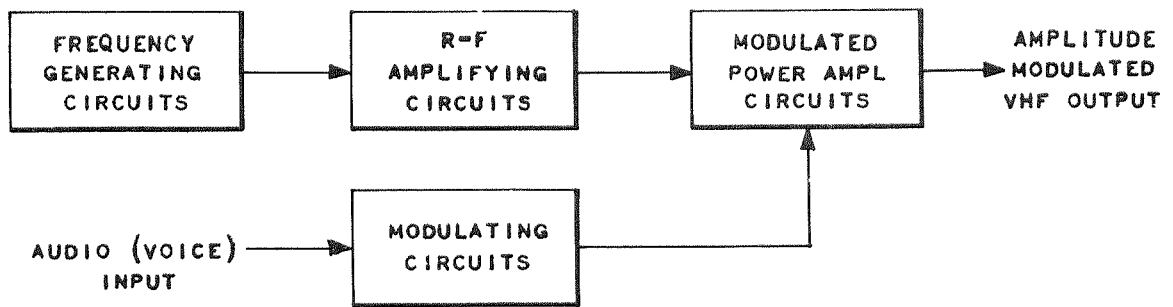 FREQUENCY
GENERATING
CIRCUITS
R-F
AMPLIFYING
CIRCUITS
MODULATED
POWER AMPL
CIRCUITS
AMPLITUDE
MODULATED
VHF OUTPUT
AUDIO (VOICE)
INPUT
MODULATING
CIRCUITS